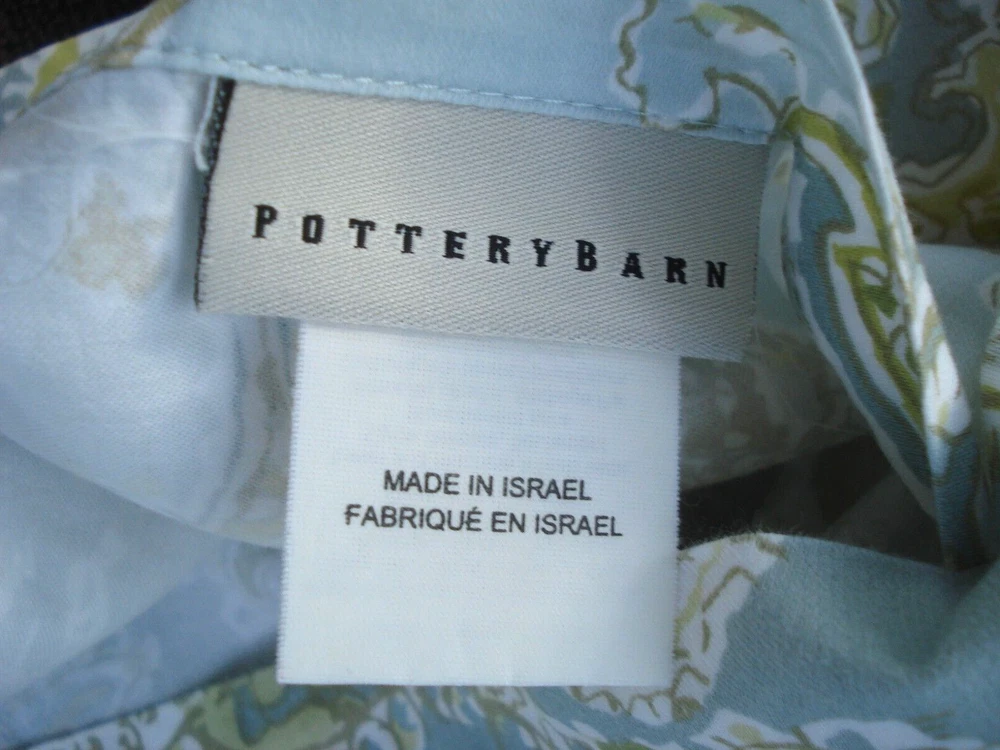 POTTERYBARN
MADE IN ISRAEL
FABRIQUÉ EN ISRAEL